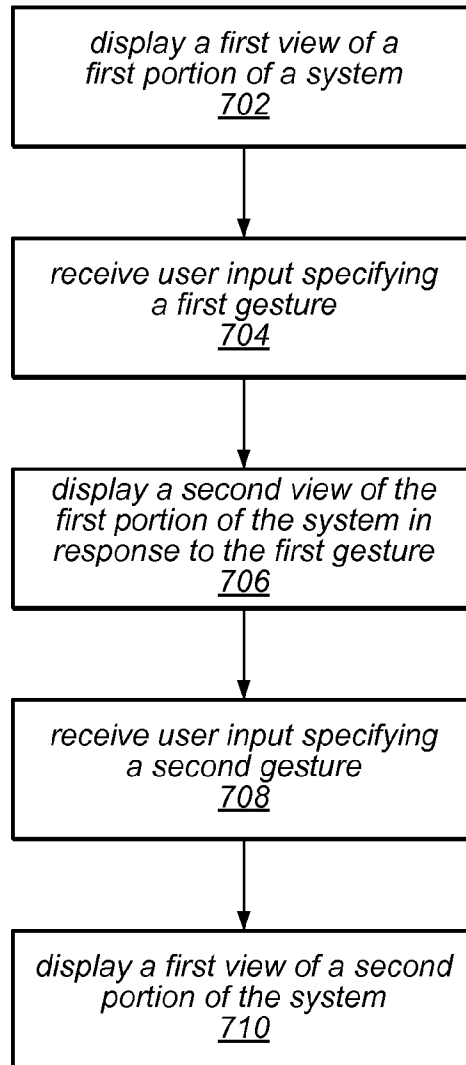 display a first view of a
first portion of a system
702
receive user input specifying
a first gesture
704
display a second view of the
first portion of the system in
response to the first gesture
706
receive user input specifying
a second gesture
708
display a first view of a second
portion of the system
710